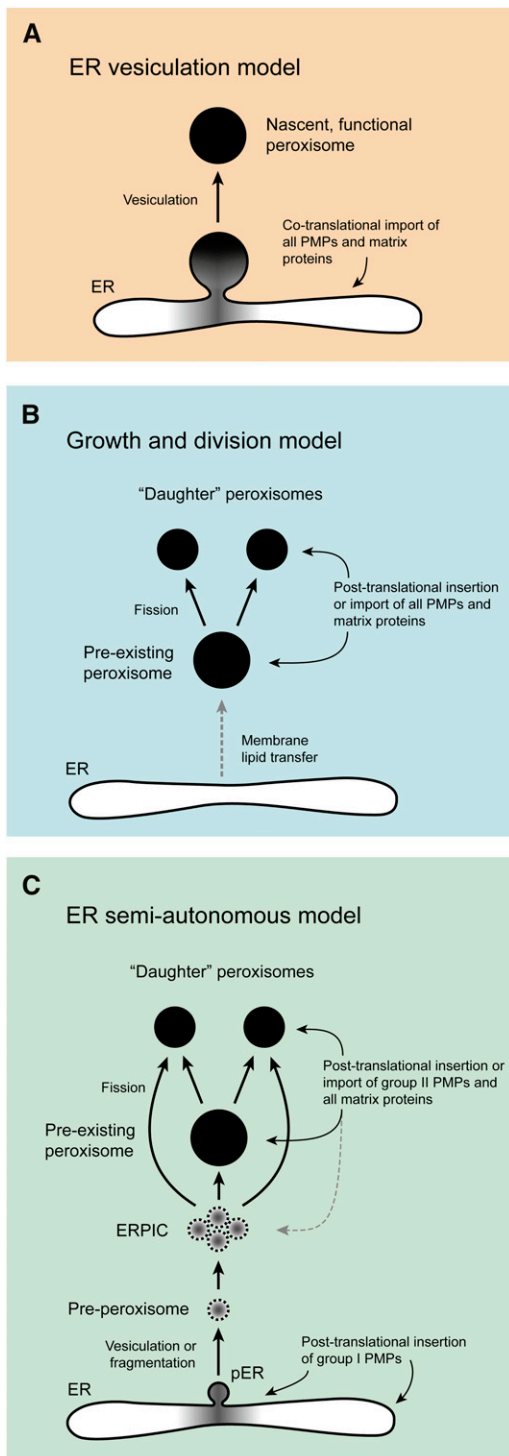 A
ER vesiculation model
Nascent, functional
peroxisome
Vesiculation
Co-translational import of
all PMPs and matrix
proteins
ER
B
Growth and division model
“Daughter” peroxisomes
Post-translational insertion
or import of all PMPs and
matrix proteins
Fission
Pre-existing
peroxisome
Membrane
lipid transfer
ER
C
ER semi-autonomous model
“Daughter” peroxisomes
Post-translational insertion or
import of group II PMPs and
all matrix proteins
Fission
Pre-existing
peroxisome
ERPIC
Pre-peroxisome
Vesiculation or
fragmentation
pER
Post-translational insertion
of group I PMPs
ER